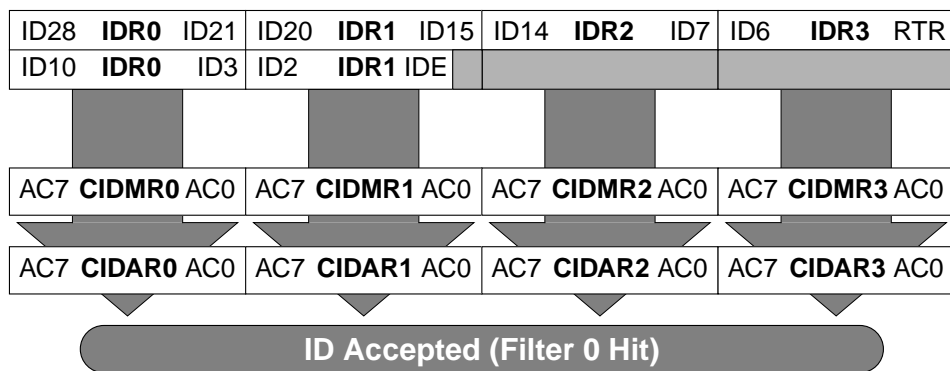 ID28 IDR0 ID21 ID20 IDR1 ID15 ID14 IDR2 ID7 ID6 IDR3 RTR
ID10 IDR0 ID3 ID2 IDR1 IDE
AC7 CIDMR0 AC0 AC7 CIDMR1 AC0 AC7 CIDMR2 AC0 AC7 CIDMR3 AC0
AC7 CIDAR0 AC0 AC7 CIDAR1 AC0 AC7 CIDAR2 AC0 AC7 CIDAR3 AC0
ID Accepted (Filter 0 Hit)